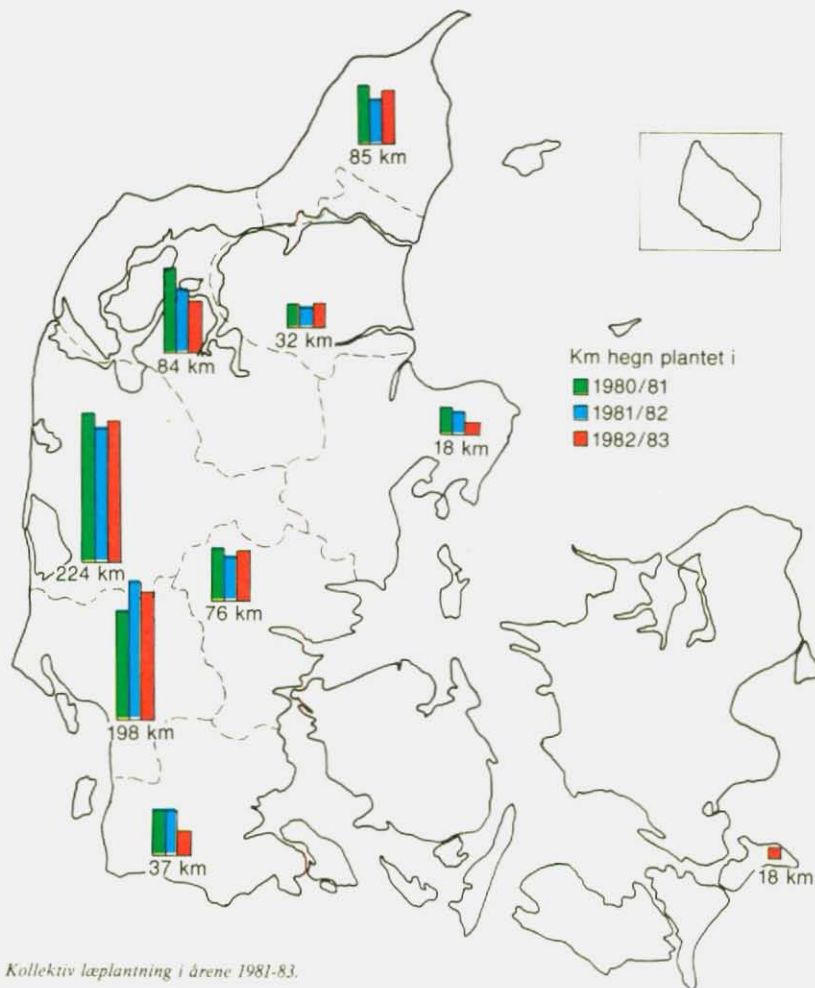 85 km
84 km
32 km
Km hegn plantet i
1980/81
1981/82
1982/83
18 km
224 km
76 km
198 km
37 km
18 km
Kollektiv læplantning i årene 1981-83.